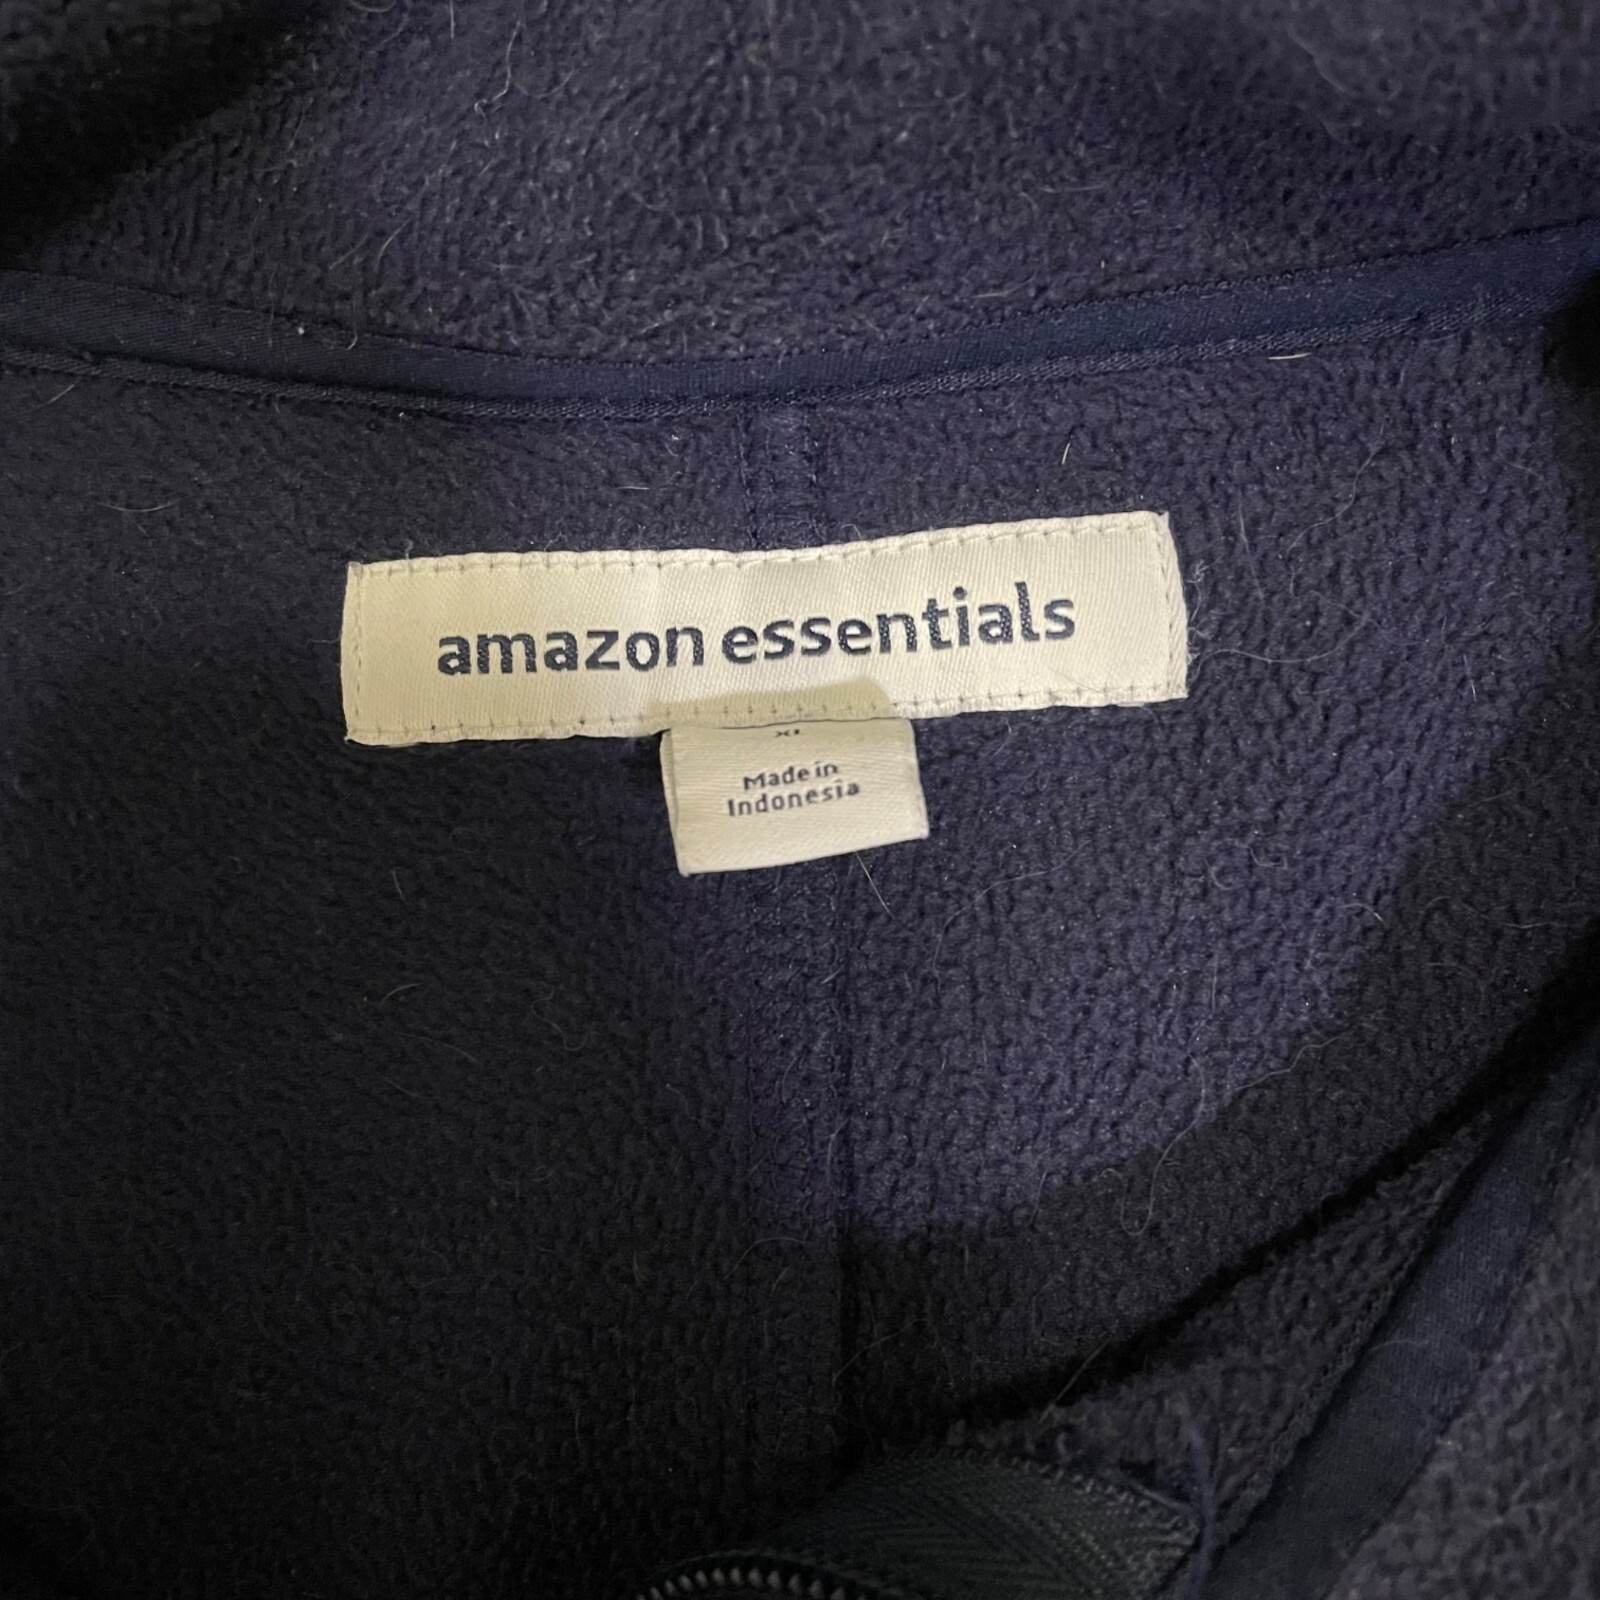 amazon essentials
XL
Made in
Indonesia